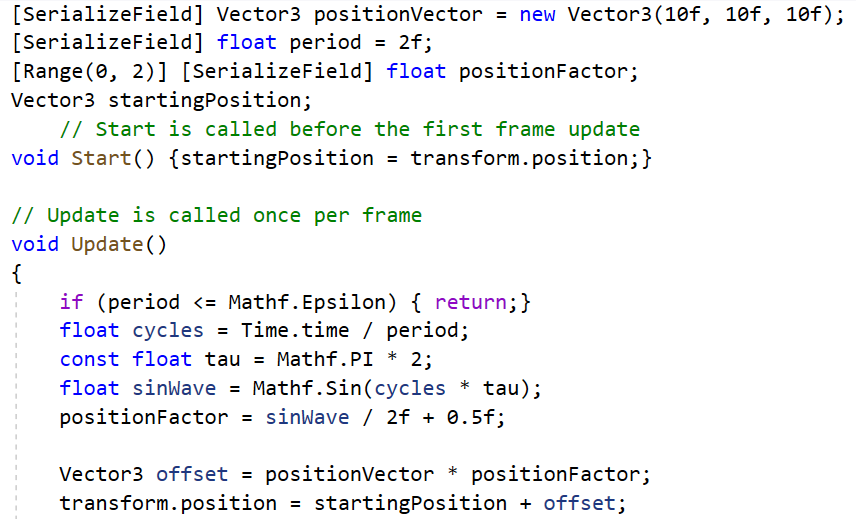 [SerializeField] Vector3 positionVector = new Vector3(10f, 10f, 10f);
[SerializeField] float period = 2f;
[Range(0, 2)] [SerializeField] float positionFactor;
Vector3 startingPosition;
    // Start is called before the first frame update
void Start() {startingPosition = transform.position;}

// Update is called once per frame
void Update()
{
    if (period <= Mathf.Epsilon) { return;}
    float cycles = Time.time / period;
    const float tau = Mathf.PI * 2;
    float sinWave = Mathf.Sin(cycles * tau);
    positionFactor = sinWave / 2f + 0.5f;

    Vector3 offset = positionVector * positionFactor;
    transform.position = startingPosition + offset;